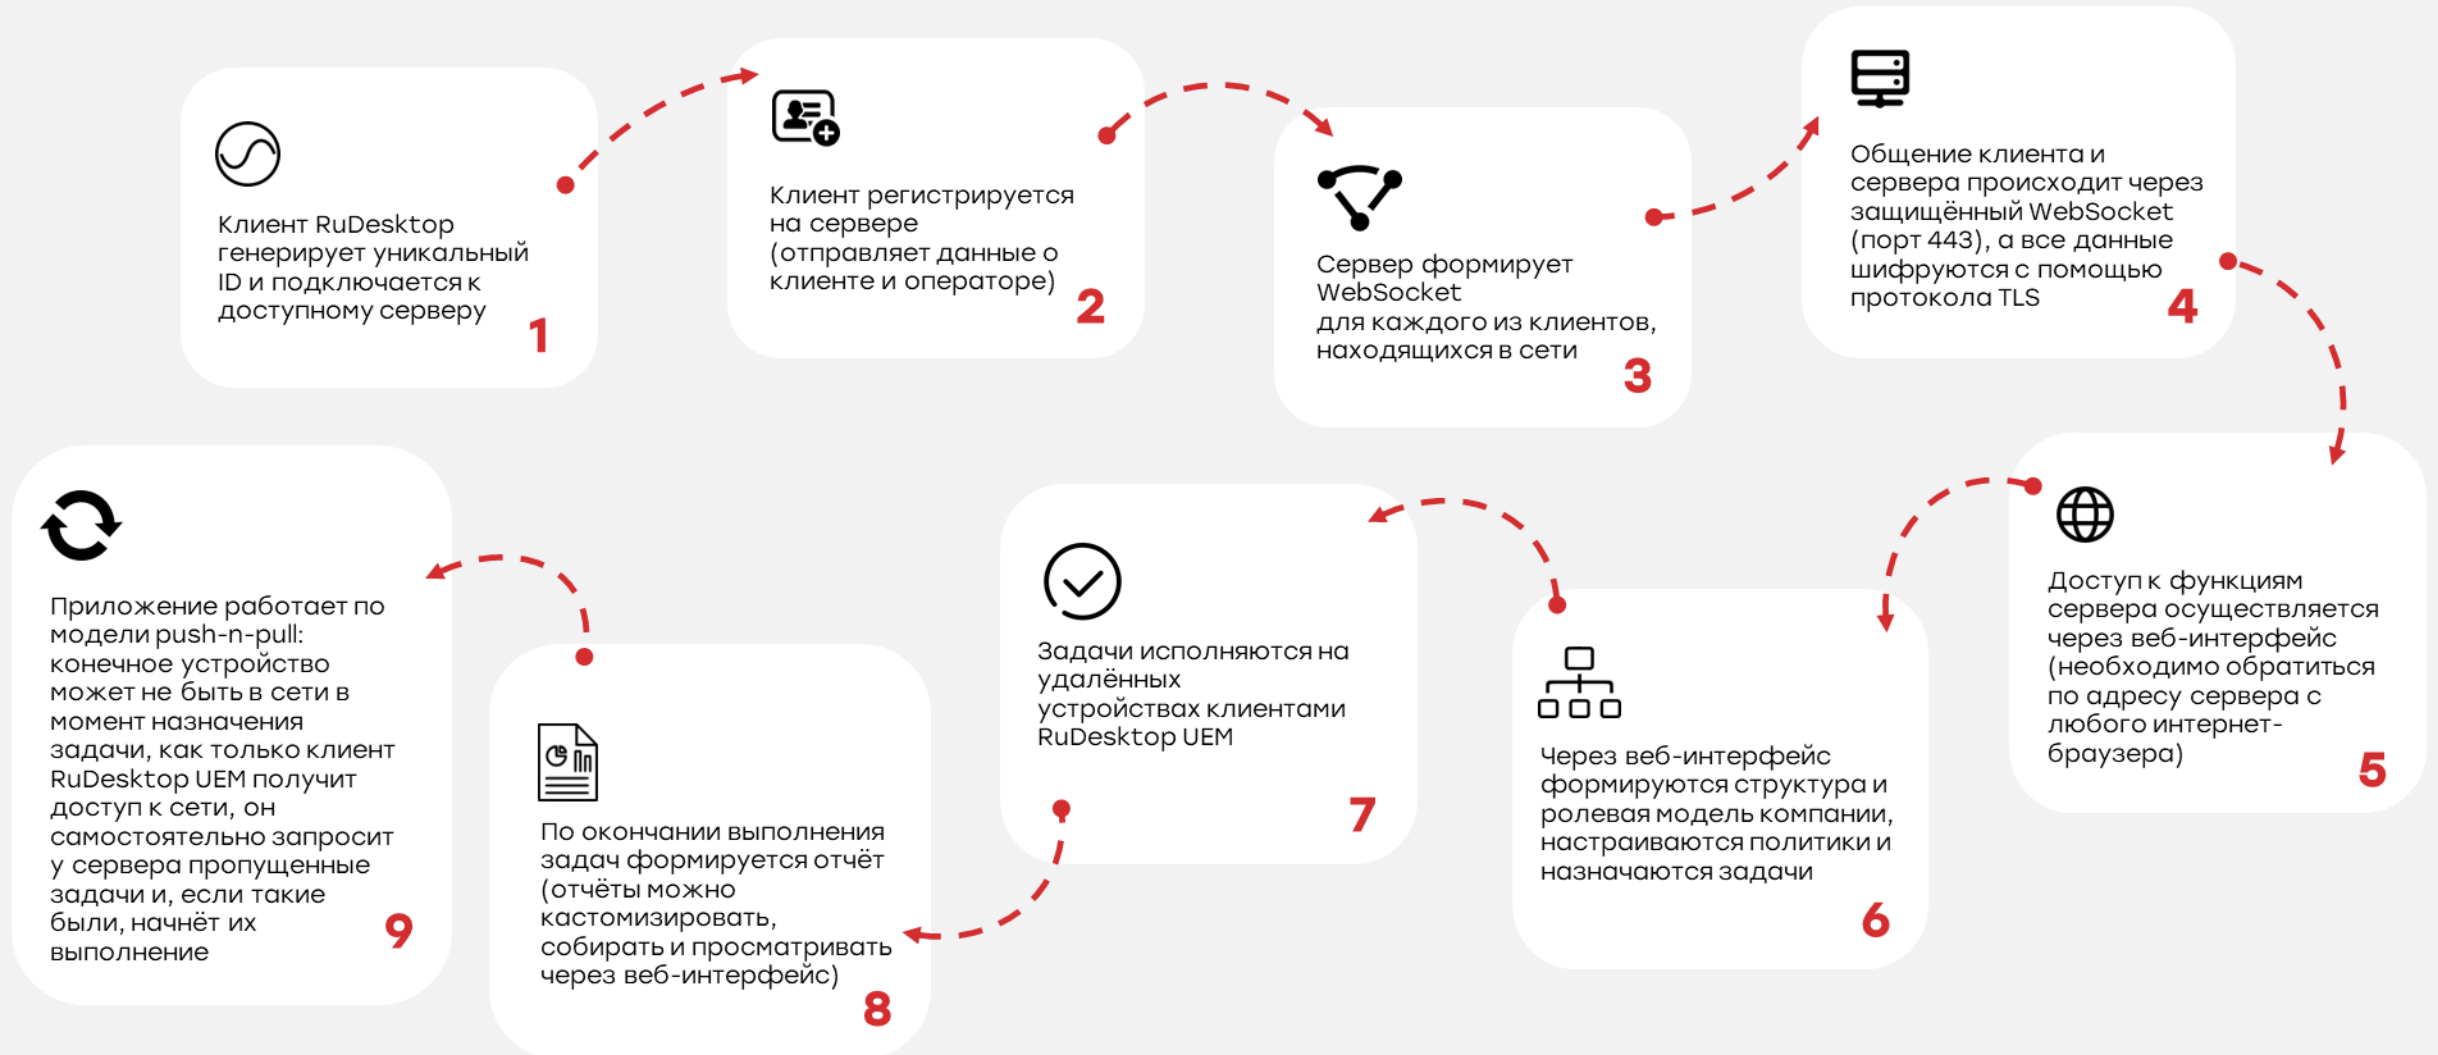 Клиент RuDesktop
генерирует уникальный
ID и подключается к
доступному серверу
1
Клиент регистрируется
на сервере
(отправляет данные о
клиенте и операторе)
2
Сервер формирует
WebSocket
для каждого из клиентов,
находящихся в сети
3
Общение клиента и
сервера происходит через
защищённый WebSocket
(порт 443), а все данные
шифруются с помощью
протокола TLS
4
Доступ к функциям
сервера осуществляется
через веб-интерфейс
(необходимо обратиться
по адресу сервера с
любого интернет-
браузера)
5
Через веб-интерфейс
формируются структура и
ролевая модель компании,
настраиваются политики и
назначаются задачи
6
Задачи исполняются на
удалённых
устройствах клиентами
RuDesktop UEM
7
По окончании выполнения
задач формируется отчёт
(отчёты можно
кастомизировать,
собирать и просматривать
через веб-интерфейс)
8
Приложение работает по
модели push-n-pull:
конечное устройство
может не быть в сети в
момент назначения
задачи, как только клиент
RuDesktop UEM получит
доступ к сети, он
самостоятельно запросит
у сервера пропущенные
задачи и, если такие
были, начнёт их
выполнение
9